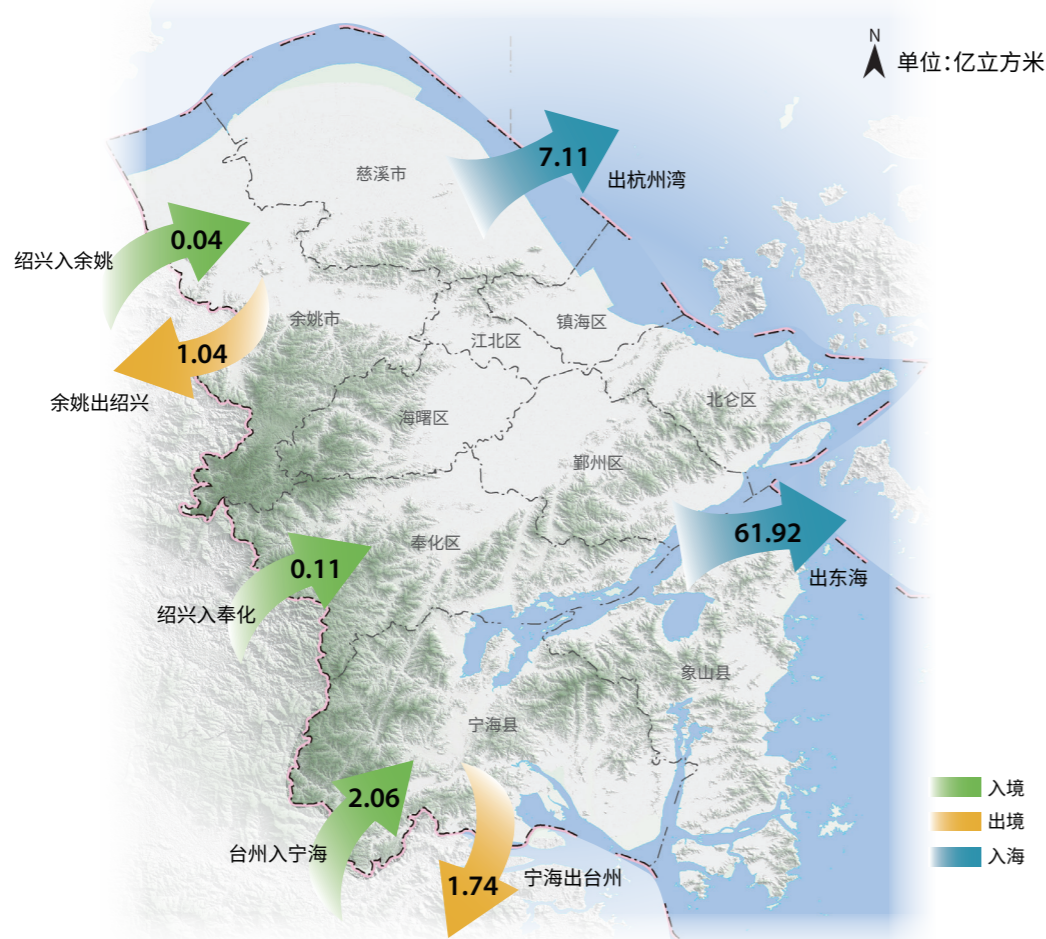 N
单位：亿立方米
7.11
出杭州湾
慈溪市
0.04
绍兴入余姚
余姚市
镇海区
江北区
1.04
余姚出绍兴
北仑区
海曙区
鄞州区
61.92
出东海
奉化区
0.11
绍兴入奉化
象山县
宁海县
入境
2.06
出境
台州入宁海
入海
1.74
宁海出台州